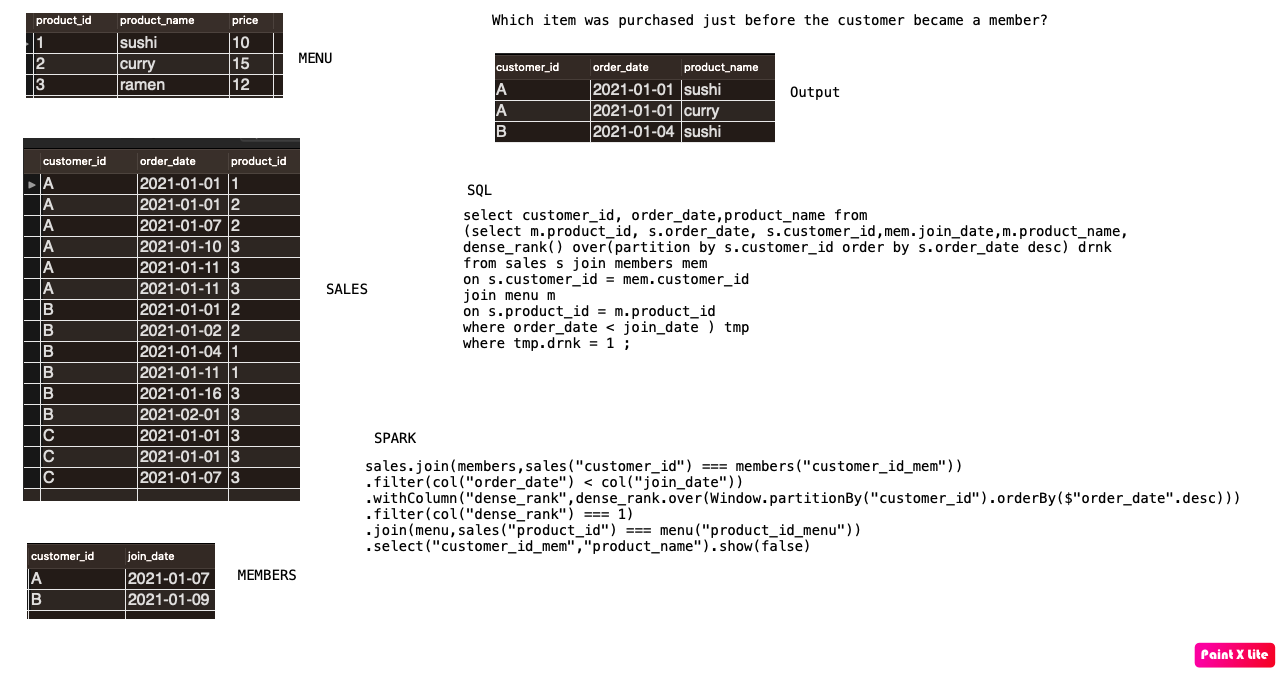 product_id product_name price
1 sushi 10
2 curry 15
3 ramen 12
MENU
Which item was purchased just before the customer became a member?
customer_id order_date product_name
A 2021-01-01 sushi
A 2021-01-01 curry
B 2021-01-04 sushi
Output
customer_id order_date product_id
A 2021-01-01 1
A 2021-01-01 2
A 2021-01-07 2
A 2021-01-10 3
A 2021-01-11 3
A 2021-01-11 3
B 2021-01-01 2
B 2021-01-02 2
B 2021-01-04 1
B 2021-01-11 1
B 2021-01-16 3
B 2021-02-01 3
C 2021-01-01 3
C 2021-01-01 3
C 2021-01-07 3
SALES
SQL
select customer_id, order_date,product_name from
(select m.product_id, s.order_date, s.customer_id,mem.join_date,m.product_name,
dense_rank() over(partition by s.customer_id order by s.order_date desc) drnk
from sales s join members mem
on s.customer_id = mem.customer_id
join menu m
on s.product_id = m.product_id
where order_date < join_date ) tmp
where tmp.drnk = 1 ;
SPARK
sales.join(members,sales("customer_id") === members("customer_id_mem"))
.filter(col("order_date") < col("join_date"))
.withColumn("dense_rank",dense_rank.over(Window.partitionBy("customer_id").orderBy($"order_date".desc)))
.filter(col("dense_rank") === 1)
.join(menu,sales("product_id") === menu("product_id_menu"))
.select("customer_id_mem","product_name").show(false)
customer_id join_date
A 2021-01-07
B 2021-01-09
MEMBERS
Paint X Lite